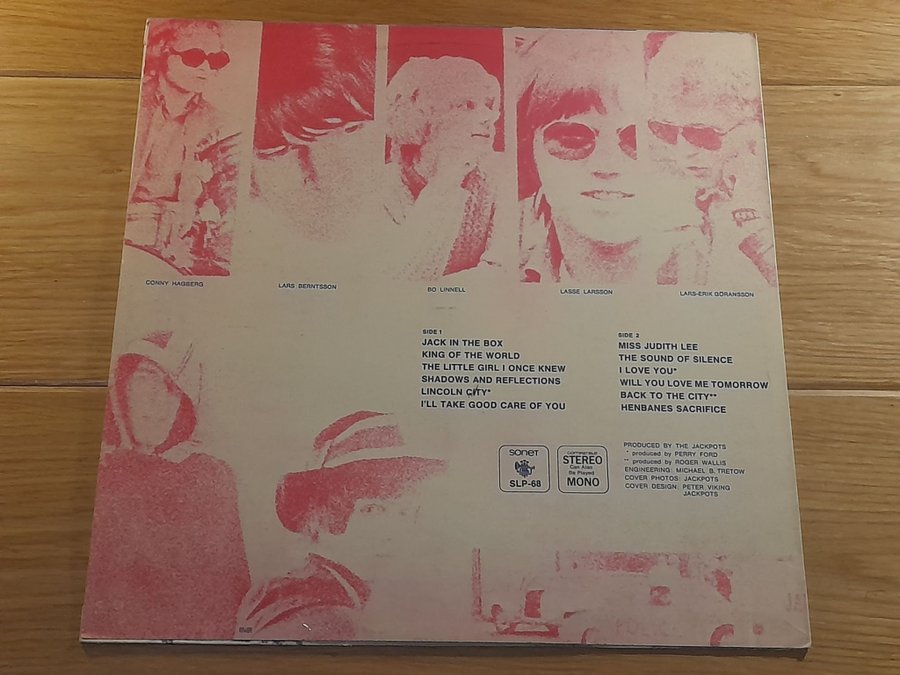 CONNY HAGBERG
LARS BERNTSSON
BO LINNELL
LASSE LARSSON
LARS-ERIK GÖRANSSON
SIDE 1
JACK IN THE BOX
KING OF THE WORLD
THE LITTLE GIRL I ONCE KNEW
SHADOWS AND REFLECTIONS
LINCOLN CITY*
I'LL TAKE GOOD CARE OF YOU
SIDE 2
MISS JUDITH LEE
THE SOUND OF SILENCE
I LOVE YOU*
WILL YOU LOVE ME TOMORROW
BACK TO THE CITY**
HENBANES SACRIFICE
sonet
SLP-68
COMPATIBLE
STEREO
Can Also
Be Played
MONO
PRODUCED BY THE JACKPOTS
* produced by PERRY FORD
** produced by ROGER WALLIS
ENGINEERING: MICHAEL B. TRETOW
COVER PHOTOS: JACKPOTS
COVER DESIGN: PETER VIKING
JACKPOTS